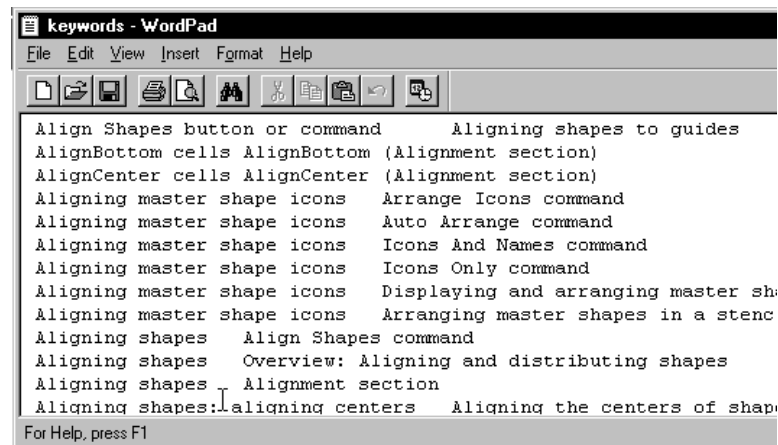 keywords - WordPad
File Edit View Insert Format Help
Align Shapes button or command Aligning shapes to guides
AlignBottom cells AlignBottom (Alignment section)
AlignCenter cells AlignCenter (Alignment section)
Aligning master shape icons Arrange Icons command
Aligning master shape icons Auto Arrange command
Aligning master shape icons Icons And Names command
Aligning master shape icons Icons Only command
Aligning master shape icons Displaying and arranging master sha
Aligning master shape icons Arranging master shapes in a stenc
Aligning shapes Align Shapes command
Aligning shapes Overview: Aligning and distributing shapes
Aligning shapes Alignment section
Aligning shapes: aligning centers Aligning the centers of shape
For Help, press F1